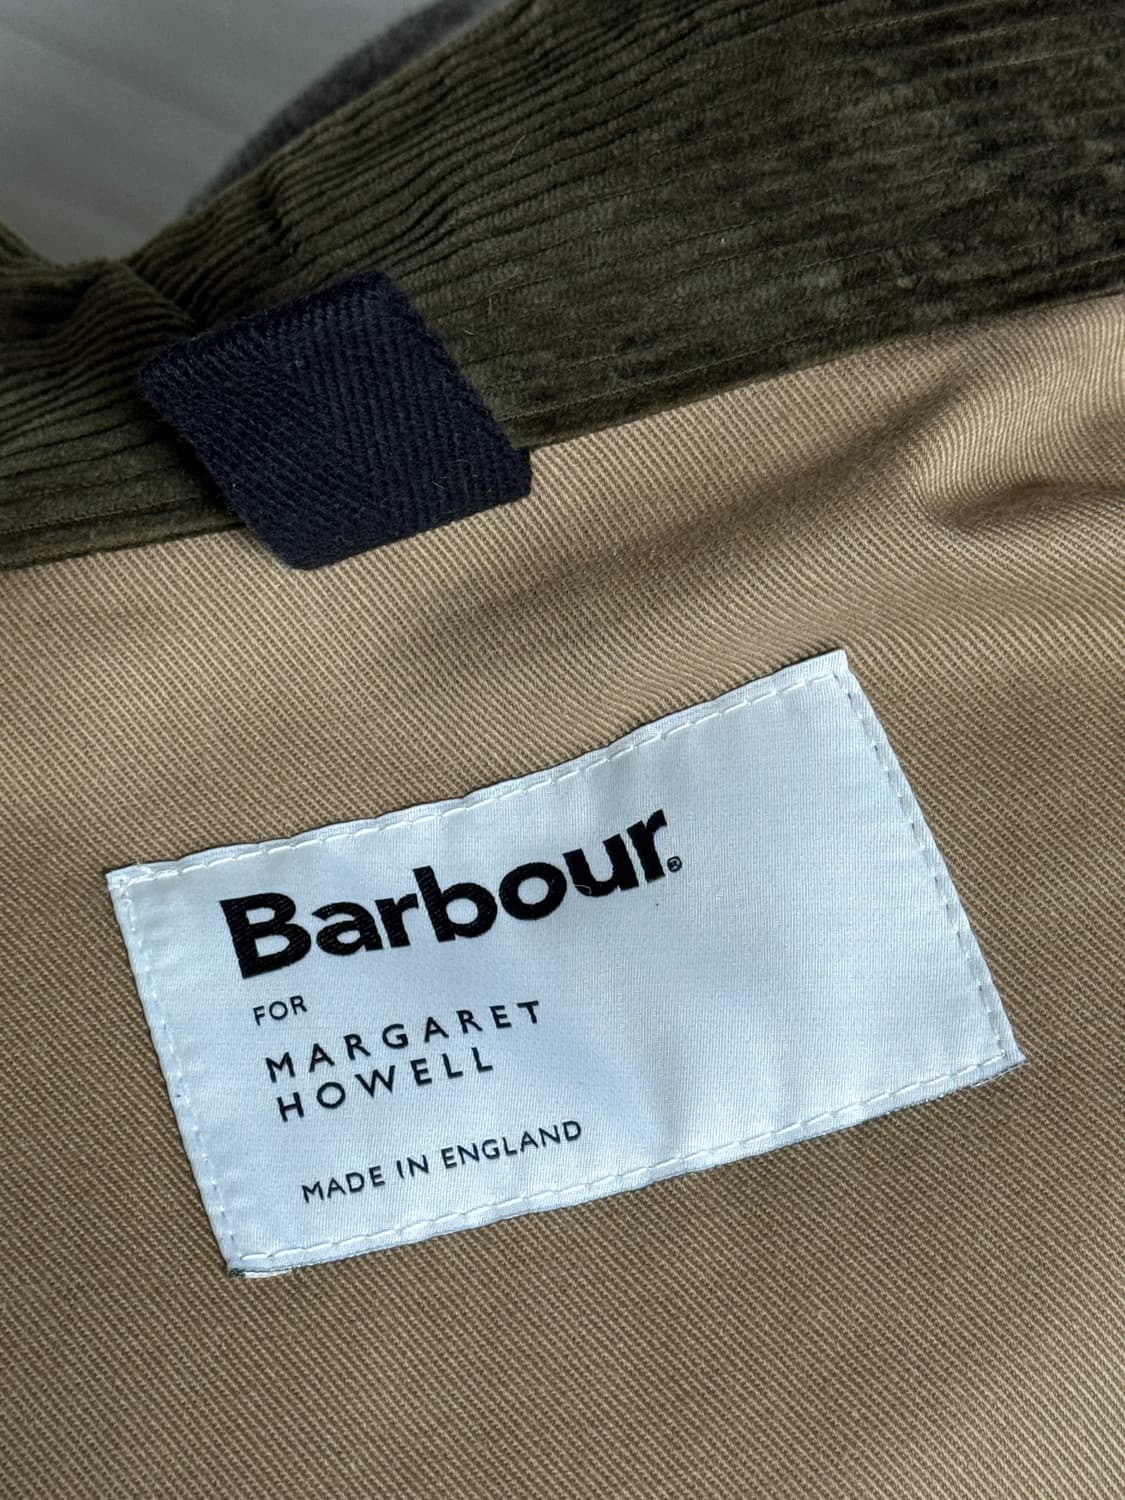 Barbour®
FOR
MARGARET
HOWELL
MADE IN ENGLAND